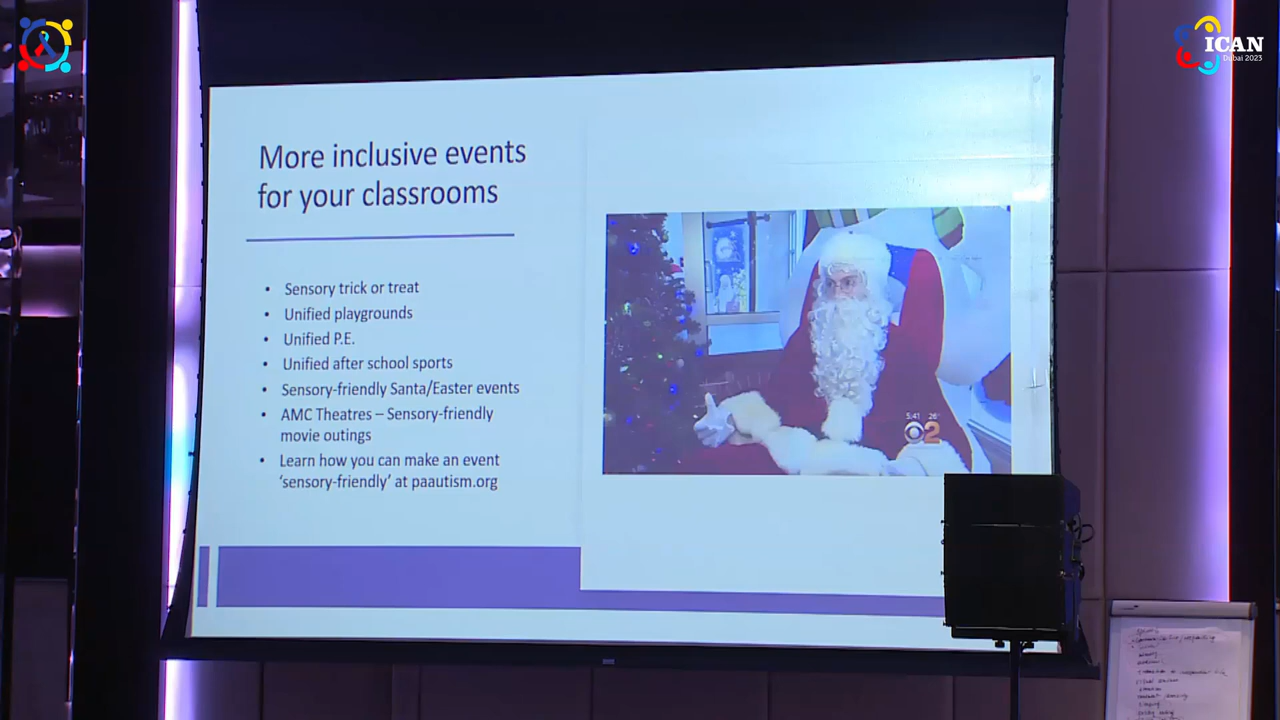 ICAN
Dubai 2023
More inclusive events
for your classrooms
• Sensory trick or treat
• Unified playgrounds
• Unified P.E.
• Unified after school sports
• Sensory-friendly Santa/Easter events
• AMC Theatres – Sensory-friendly
movie outings
• Learn how you can make an event
'sensory-friendly' at paautism.org
5:41 26°
2